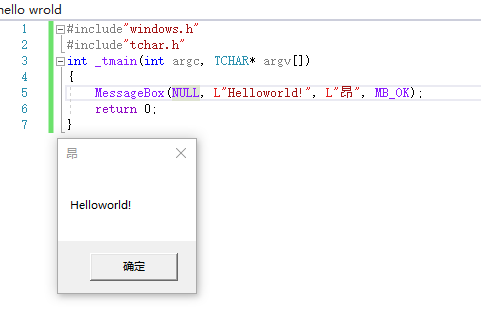 hello wrold
1 #include"windows.h"
2 #include"tchar.h"
3 int _tmain(int argc, TCHAR* argv[])
4 {
5 MessageBox(NULL, L"Helloworld!", L"昂", MB_OK);
6 return 0;
7 }
昂
Helloworld!
确定